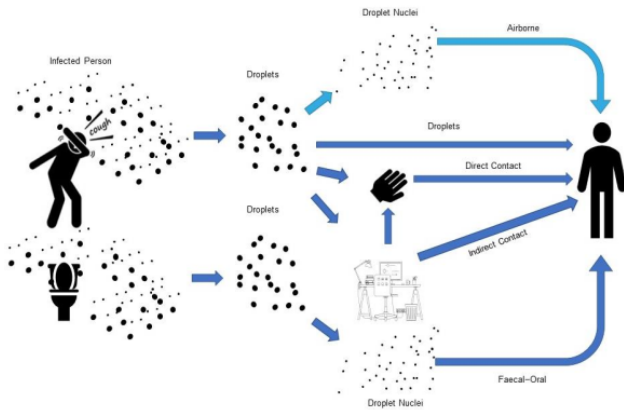 Droplet Nuclei
Airborne
Infected Person
Droplets
cough
Droplets
Direct Contact
Droplets
Indirect Contact
Faecal-Oral
Droplet Nuclei